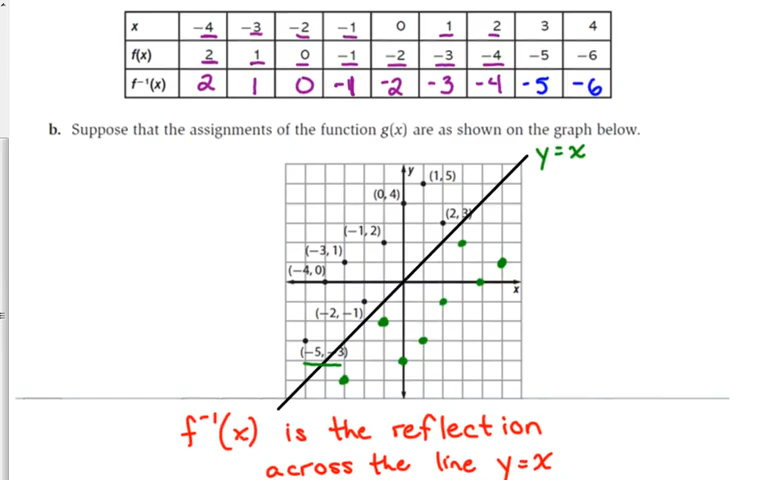 x −4 −3 −2 −1 0 1 2 3 4
f(x) 2 1 0 −1 −2 −3 −4 −5 −6
f⁻¹(x) 2 1 0 -1 -2 -3 -4 -5 -6
b. Suppose that the assignments of the function g(x) are as shown on the graph below.
y = x
y
(1, 5)
(0, 4)
(2, 3)
(−1, 2)
(−3, 1)
(−4, 0)
x
(−2, −1)
(−5, −3)
f⁻¹(x) is the reflection
across the line y=x